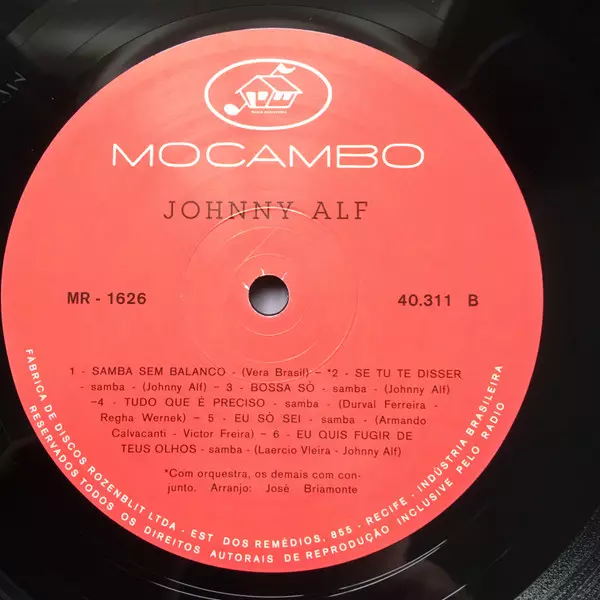 MOCAMBO
JOHNNY ALF
MR - 1626
40.311 B
1 - SAMBA SEM BALANCO - (Vera Brasil) – *2 - SE TU TE DISSER
- samba - (Johnny Alf) – 3 - BOSSA SÓ - samba - (Johnny Alf)
–4 - TUDO QUE É PRECISO - samba - (Durval Ferreira -
Regha Wernek) – 5 - EU SÓ SEI - samba - (Armando
Calvacanti - Victor Freira) - 6 - EU QUIS FUGIR DE
TEUS OLHOS - samba - (Laercio Vieira - Johnny Alf)
*Com orquestra, os demais com con-
junto. Arranjo: José Briamonte
FÁBRICA DE DISCOS ROZENBLIT LTDA - EST DOS REMÉDIOS, 855 - RECIFE - INDÚSTRIA BRASILEIRA
RESERVADOS TODOS OS DIREITOS AUTORAIS DE REPRODUÇÃO INCLUSIVE PELO RADIO